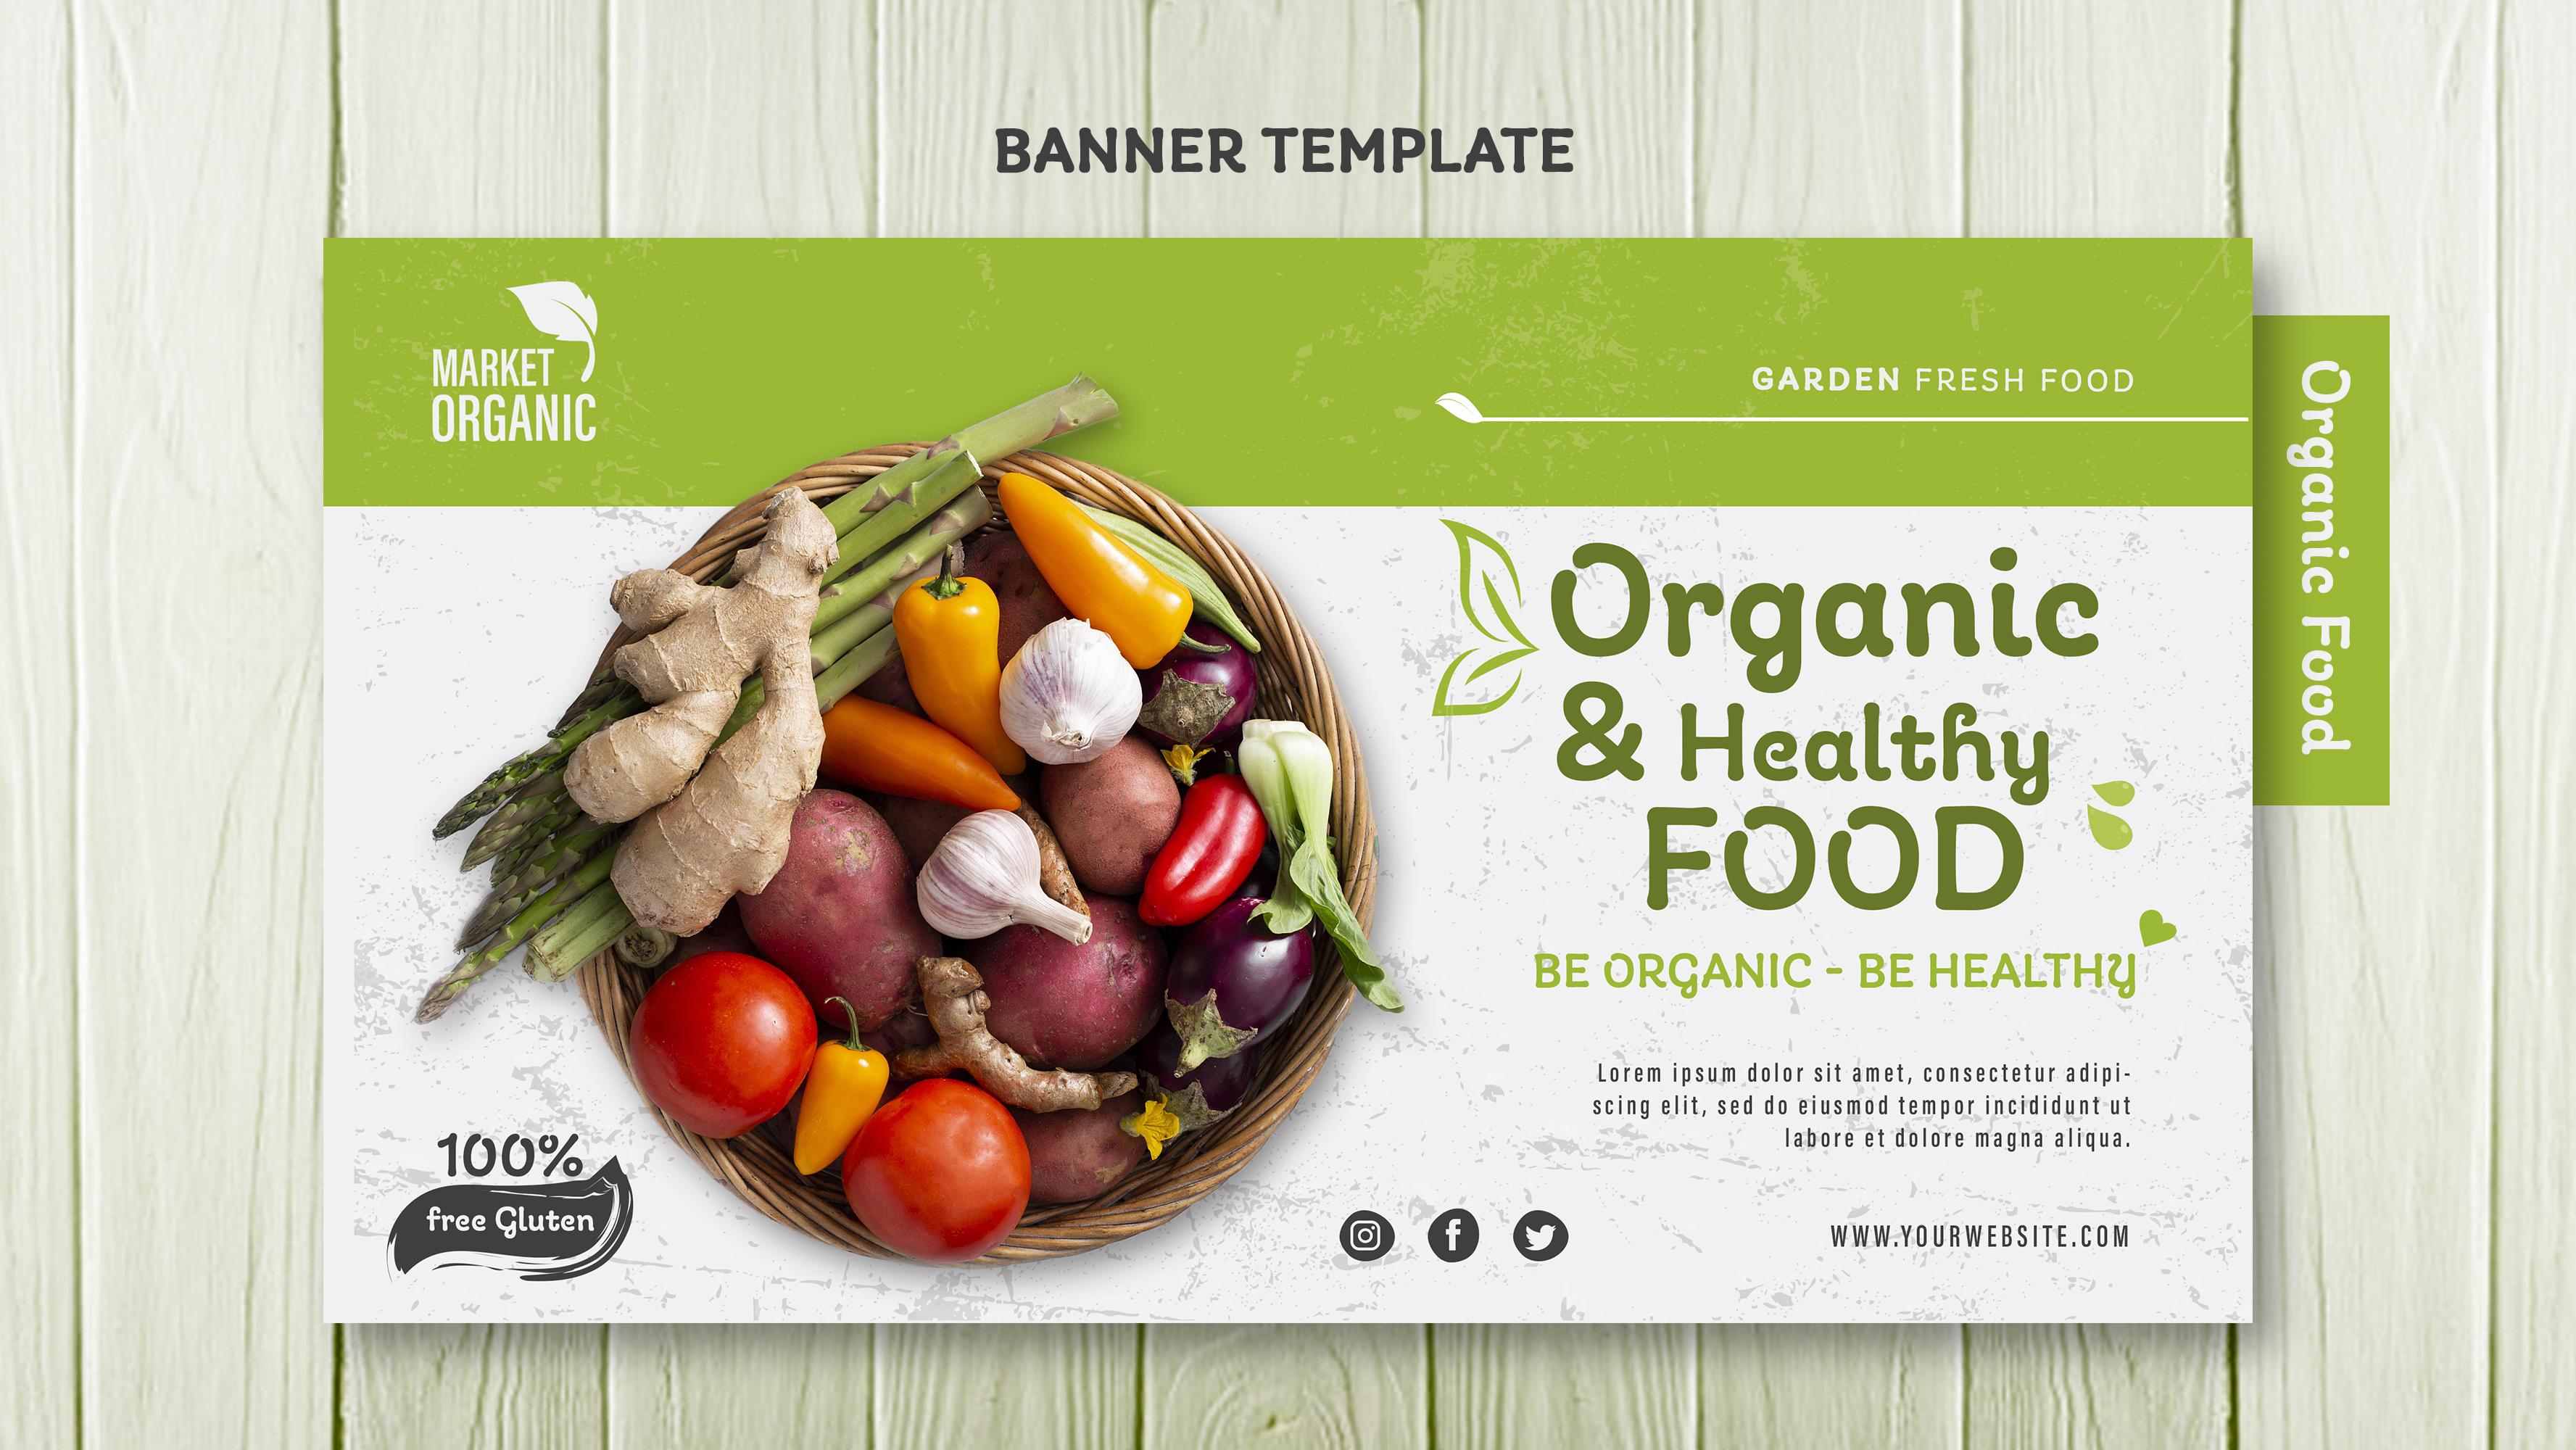 BANNER TEMPLATE
MARKET
ORGANIC
GARDEN FRESH FOOD
Organic Food
Organic
& Healthy
FOOD
BE ORGANIC - BE HEALTHY
Lorem ipsum dolor sit amet, consectetur adipi-
scing elit, sed do eiusmod tempor incididunt ut
labore et dolore magna aliqua.
100%
free Gluten
WWW.YOURWEBSITE.COM